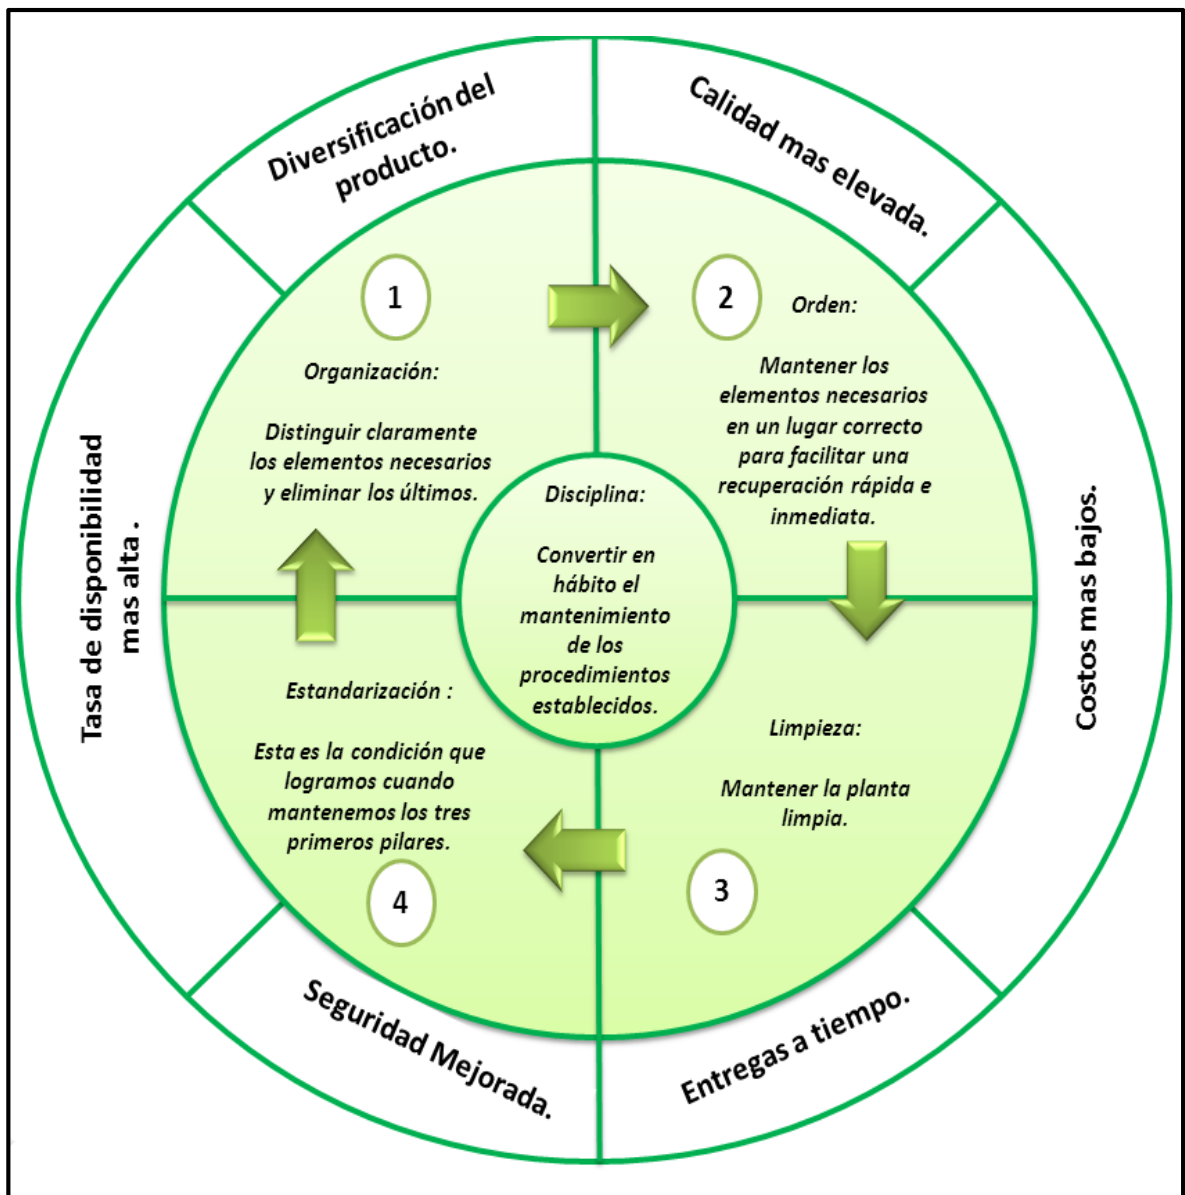 Diversificación del
producto.
Calidad mas elevada.
1
Organización:
Distinguir claramente
los elementos necesarios
y eliminar los últimos.
2
Orden:
Mantener los
elementos necesarios
en un lugar correcto
para facilitar una
recuperación rápida e
inmediata.
Disciplina:
Convertir en
hábito el
mantenimiento
de los
procedimientos
establecidos.
Tasa de disponibilidad
mas alta .
Costos mas bajos.
Estandarización :
Esta es la condición que
logramos cuando
mantenemos los tres
primeros pilares.
4
Limpieza:
Mantener la planta
limpia.
3
Seguridad Mejorada.
Entregas a tiempo.